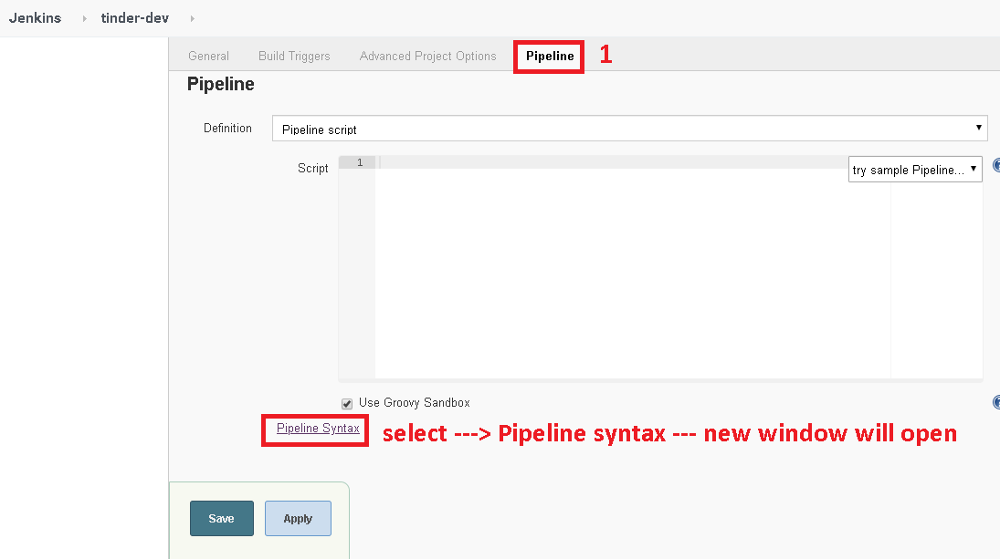 Jenkins tinder-dev
General Build Triggers Advanced Project Options Pipeline 1
Pipeline
Definition Pipeline script
Script 1 try sample Pipeline...
Use Groovy Sandbox
Pipeline Syntax select ---> Pipeline syntax --- new window will open
Save Apply